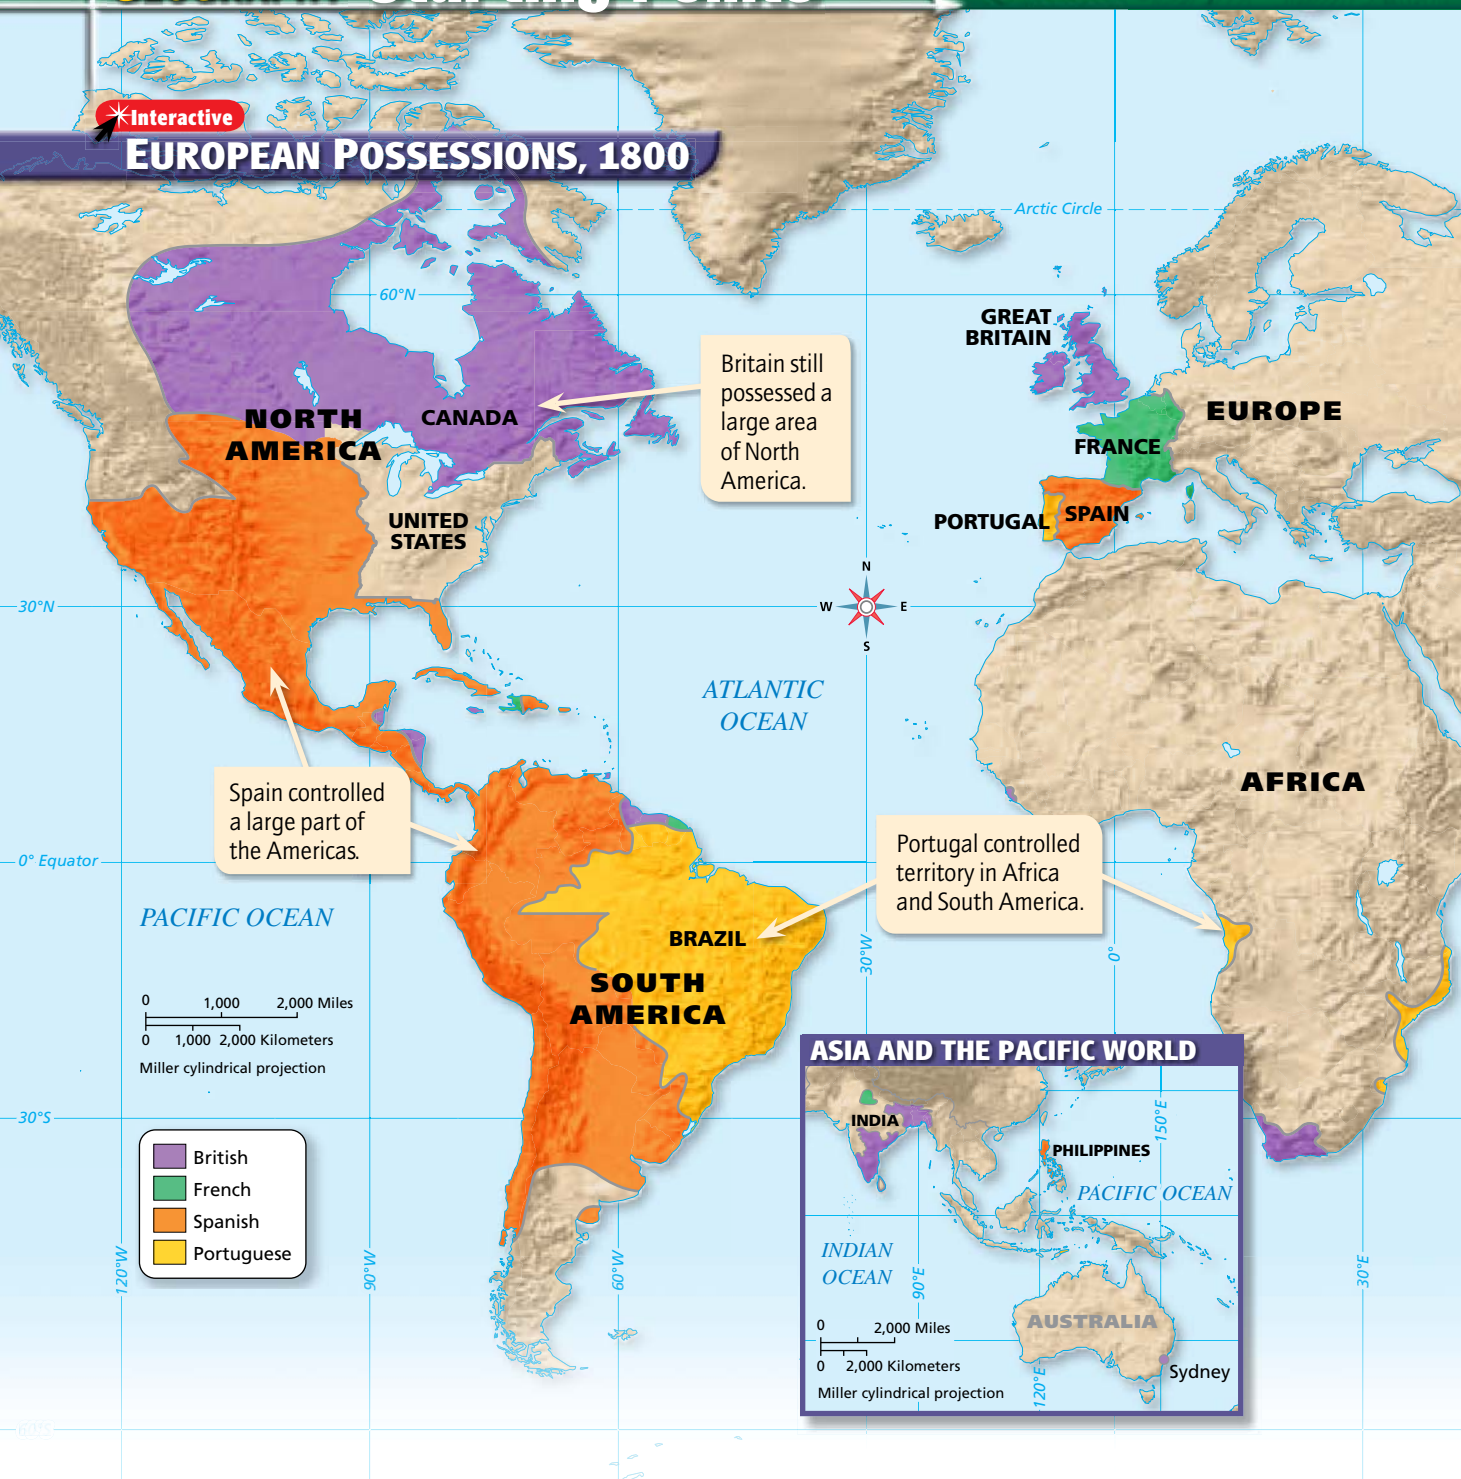 Interactive
EUROPEAN POSSESSIONS, 1800
Arctic Circle
60°N
GREAT
BRITAIN
Britain still
possessed a
large area
of North
America.
EUROPE
NORTH
AMERICA
CANADA
FRANCE
UNITED
STATES
PORTUGAL
SPAIN
N
W
E
S
30°N
ATLANTIC
OCEAN
AFRICA
Spain controlled
a large part of
the Americas.
Portugal controlled
territory in Africa
and South America.
0° Equator
PACIFIC OCEAN
BRAZIL
30°W
0°
SOUTH
AMERICA
0 1,000 2,000 Miles
0 1,000 2,000 Kilometers
Miller cylindrical projection
30°S
British
French
Spanish
Portuguese
120°W
90°W
60°W
30°E
ASIA AND THE PACIFIC WORLD
INDIA
150°E
PHILIPPINES
PACIFIC OCEAN
INDIAN
OCEAN
90°E
AUSTRALIA
0 2,000 Miles
0 2,000 Kilometers
Miller cylindrical projection
120°E
Sydney
60°S